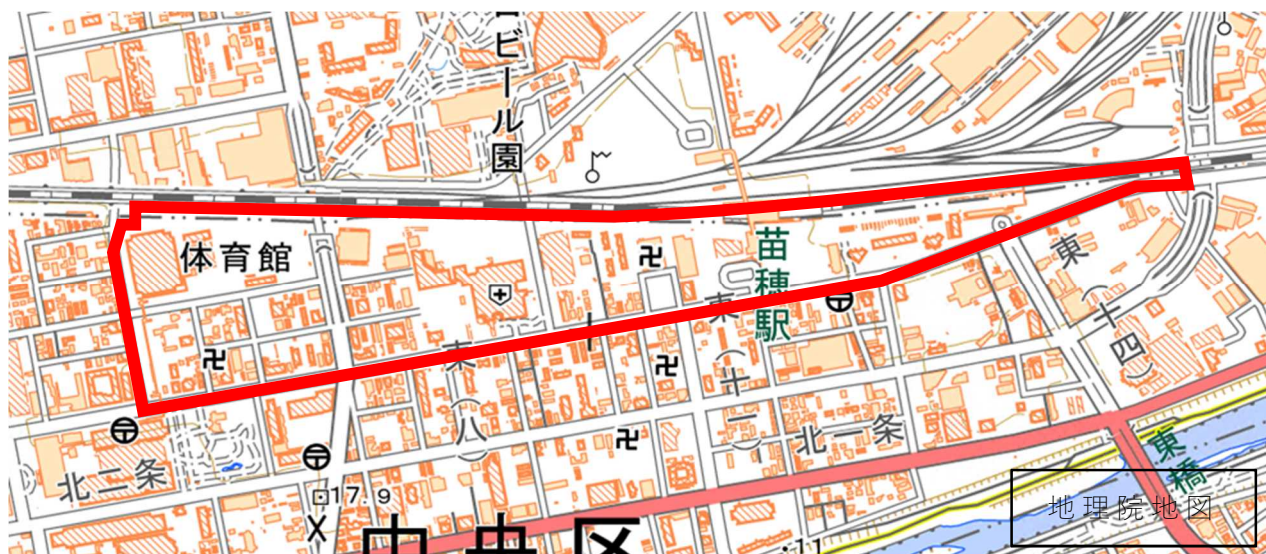 ビール園
体育館
苗穂駅
東(十四)
東(十二)
東(八)
北一条
北二条
17.9
中央区
東橋
地理院地図